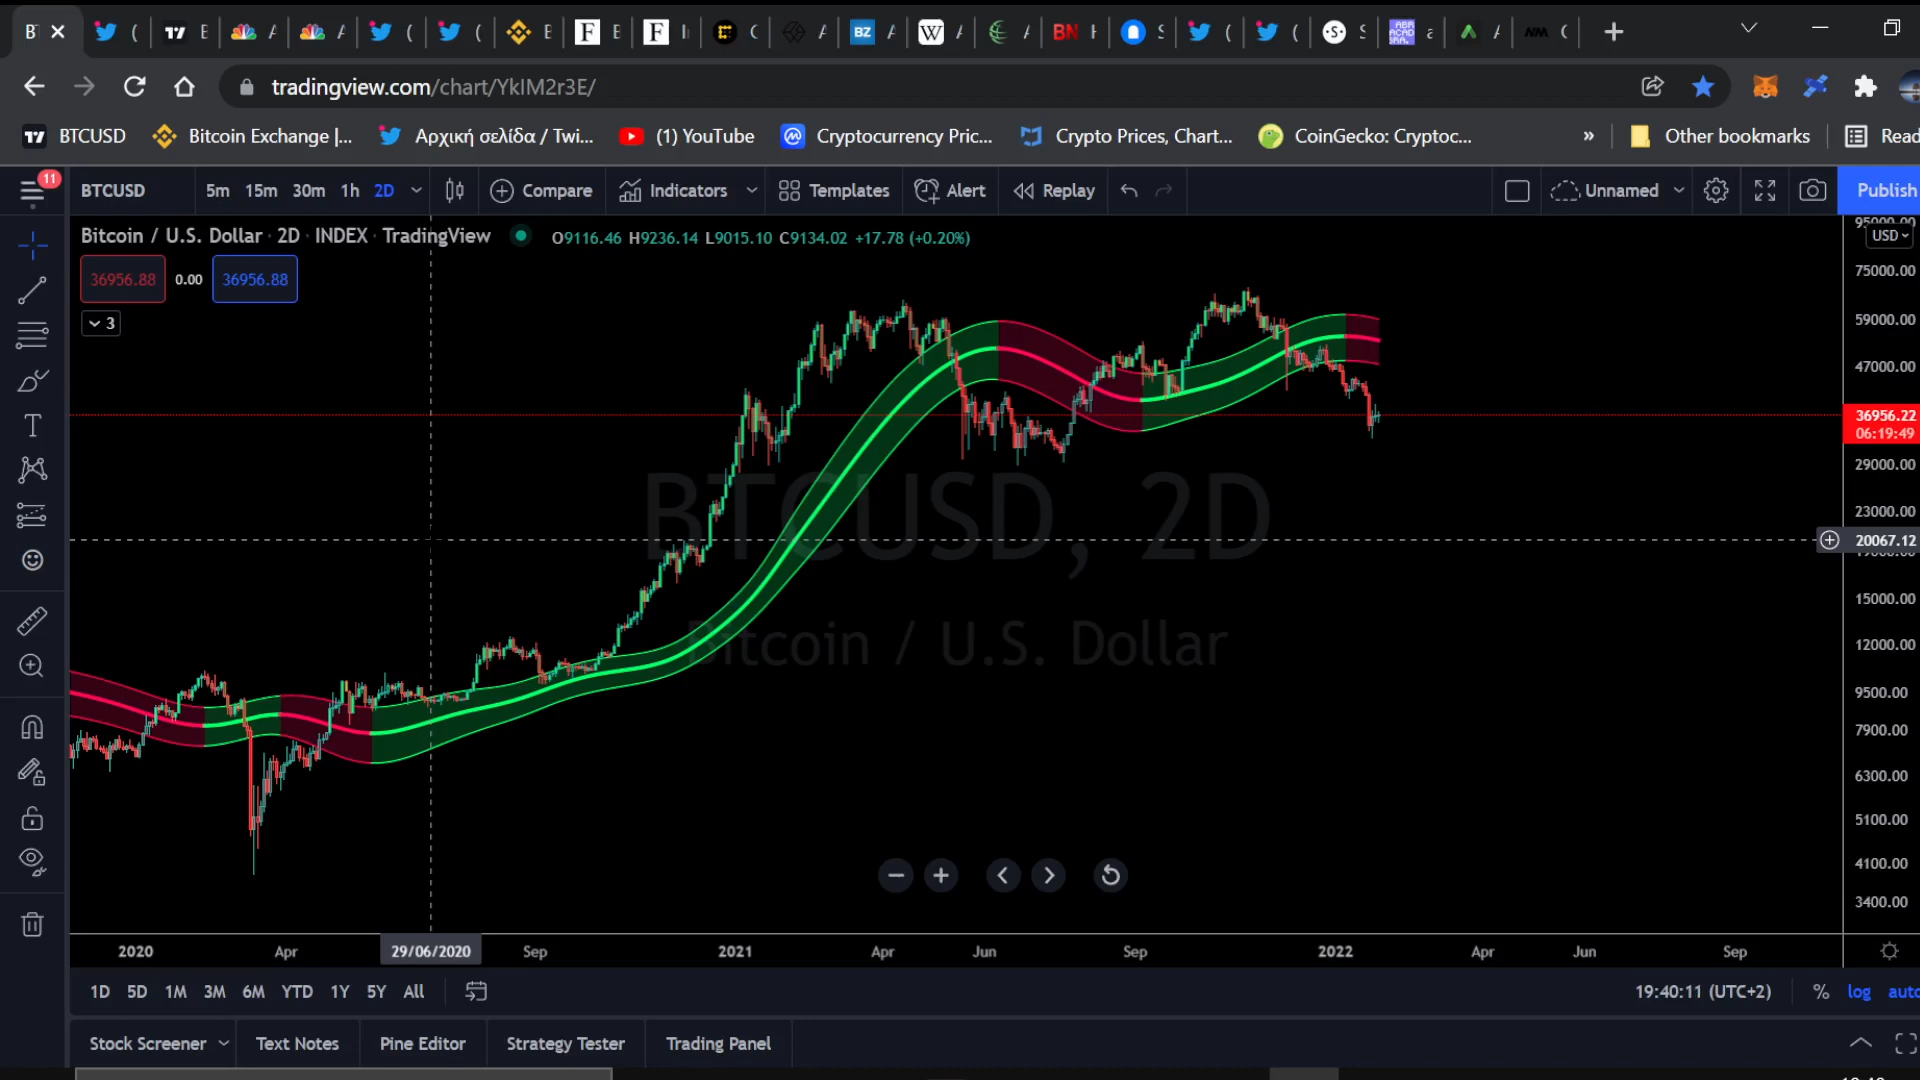 tradingview.com/chart/YkIM2r3E/
BTCUSD
Bitcoin Exchange |...
Αρχική σελίδα / Twi...
(1) YouTube
Cryptocurrency Pric...
Crypto Prices, Chart...
CoinGecko: Cryptoc...
»
Other bookmarks
Read
11
BTCUSD
5m 15m 30m 1h 2D
Compare
Indicators
Templates
Alert
Replay
Unnamed
Publish
Bitcoin / U.S. Dollar · 2D · INDEX · TradingView
O9116.46 H9236.14 L9015.10 C9134.02 +17.78 (+0.20%)
USD
36956.88
0.00
36956.88
3
75000.00
59000.00
47000.00
36956.22
06:19:49
29000.00
23000.00
20067.12
15000.00
12000.00
9500.00
7900.00
6300.00
5100.00
4100.00
3400.00
BTCUSD, 2D
Bitcoin / U.S. Dollar
2020 Apr 29/06/2020 Sep 2021 Apr Jun Sep 2022 Apr Jun Sep
1D 5D 1M 3M 6M YTD 1Y 5Y All
19:40:11 (UTC+2)
%
log
auto
Stock Screener
Text Notes
Pine Editor
Strategy Tester
Trading Panel